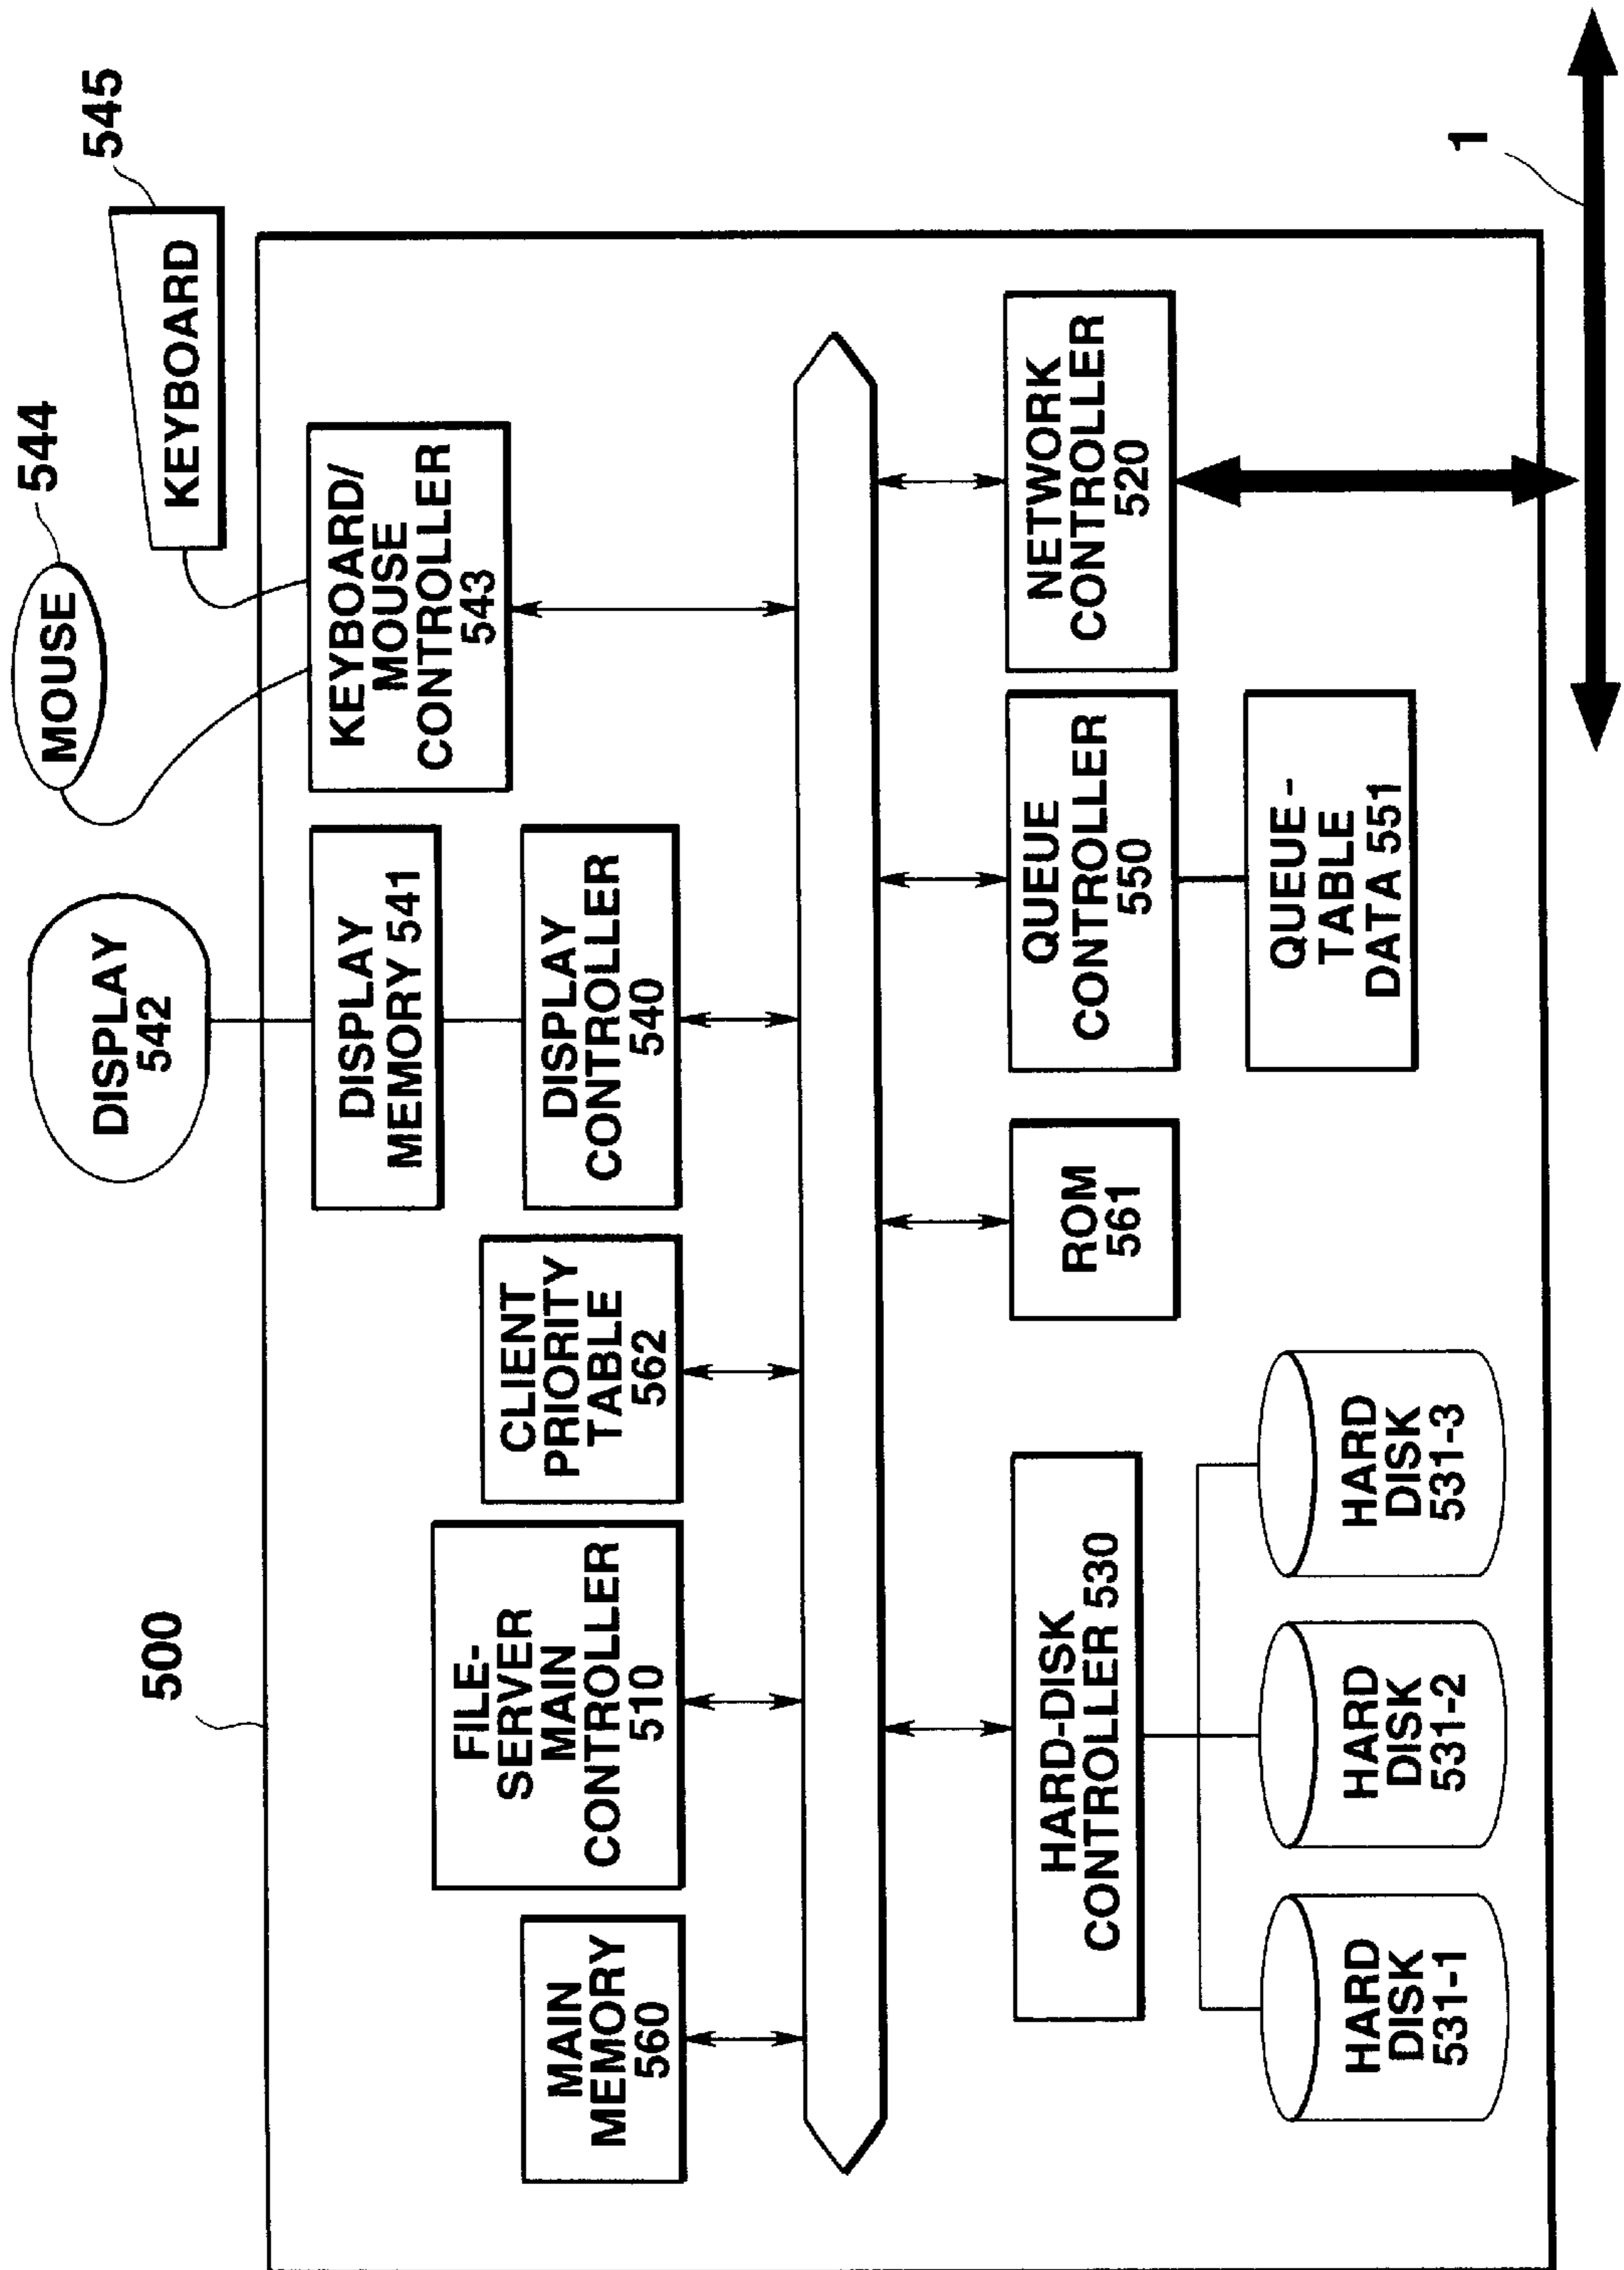 500
DISPLAY
542
MOUSE
544
KEYBOARD
545
MAIN
MEMORY
560
FILE-
SERVER
MAIN
CONTROLLER
510
CLIENT
PRIORITY
TABLE
562
DISPLAY
MEMORY 541
DISPLAY
CONTROLLER
540
KEYBOARD/
MOUSE
CONTROLLER
543
HARD-DISK
CONTROLLER 530
ROM
561
QUEUE
CONTROLLER
550
NETWORK
CONTROLLER
520
HARD
DISK
531-1
HARD
DISK
531-2
HARD
DISK
531-3
QUEUE-
TABLE
DATA 551
1